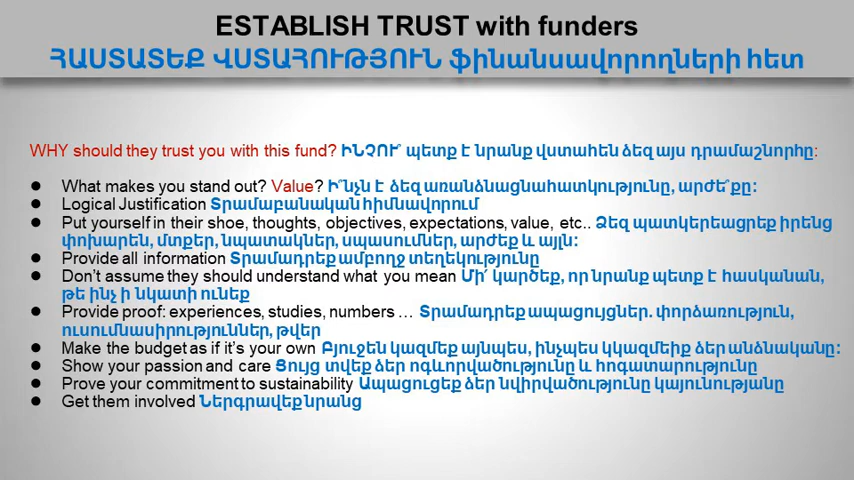 ESTABLISH TRUST with funders
ՀԱՍՏԱՏԵՔ ՎՍՏԱՀՈՒԹՅՈՒՆ ֆինանսավորողների հետ
WHY should they trust you with this fund? ԻՆՉՈՒ՞ պետք է նրանք վստահեն ձեզ այս դրամաշնորհը:
● What makes you stand out? Value? Ի՞նչն է ձեզ առանձնացնահատկությունը, արժե՞քը:
● Logical Justification Տրամաբանական հիմնավորում
● Put yourself in their shoe, thoughts, objectives, expectations, value, etc.. Ձեզ պատկերեացրեք իրենց
փոխարեն, մտքեր, նպատակներ, սպասումներ, արժեք և այլն:
● Provide all information Տրամադրեք ամբողջ տեղեկությունը
● Don’t assume they should understand what you mean Մի՛ կարծեք, որ նրանք պետք է հասկանան,
թե ինչ ի նկատի ունեք
● Provide proof: experiences, studies, numbers … Տրամադրեք ապացույցներ. փորձառություն,
ուսումնասիրություններ, թվեր
● Make the budget as if it’s your own Բյուջեն կազմեք այնպես, ինչպես կկազմեիք ձեր անձնականը:
● Show your passion and care Ցույց տվեք ձեր ոգևորվածությունը և հոգատարությունը
● Prove your commitment to sustainability Ապացուցեք ձեր նվիրվածությունը կայունությանը
● Get them involved Ներգրավեք նրանց